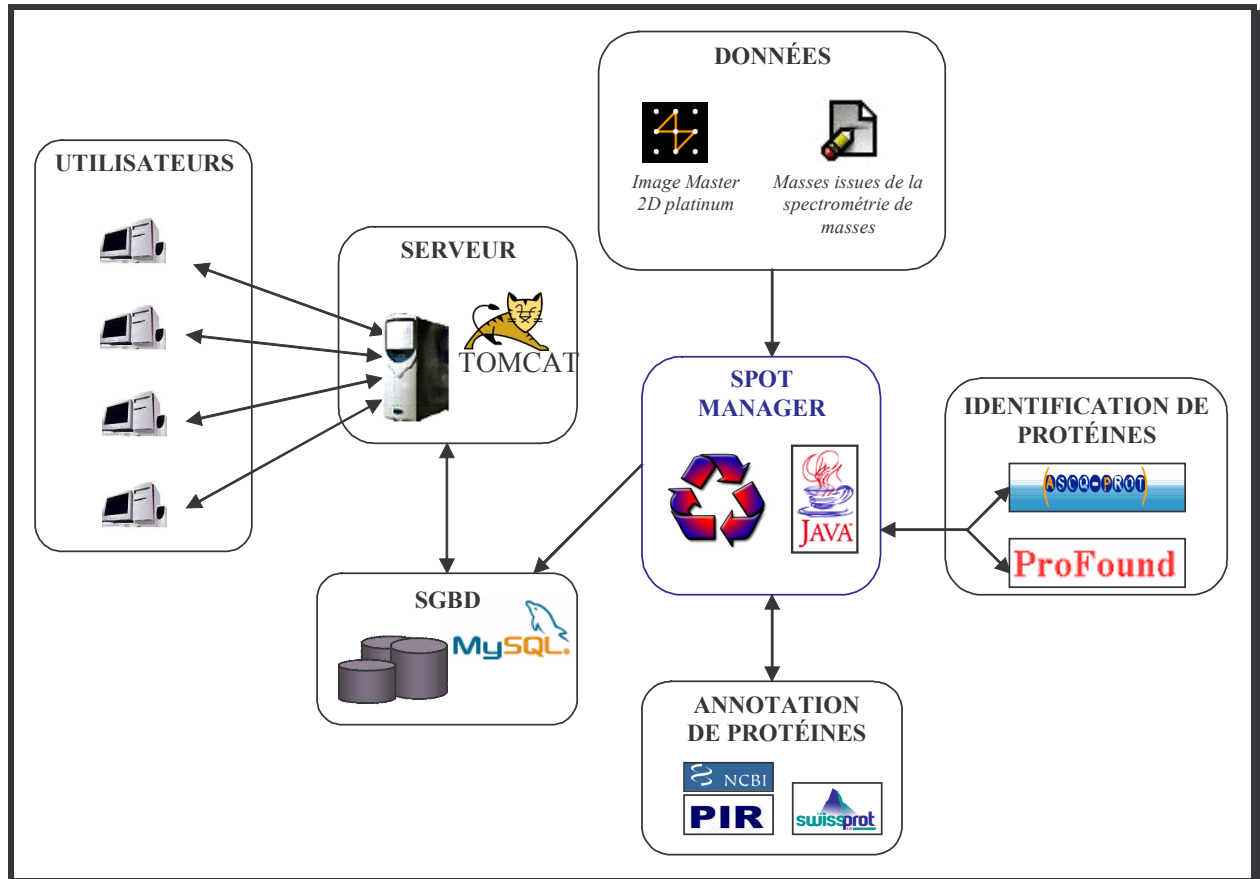 DONNÉES
Image Master
2D platinum
Masses issues de la
spectrométrie de
masses
UTILISATEURS
SERVEUR
TOMCAT
SPOT
MANAGER
JAVA
IDENTIFICATION DE
PROTÉINES
ASCQ-PROT
ProFound
SGBD
MySQL
ANNOTATION
DE PROTÉINES
NCBI
PIR
swissprot